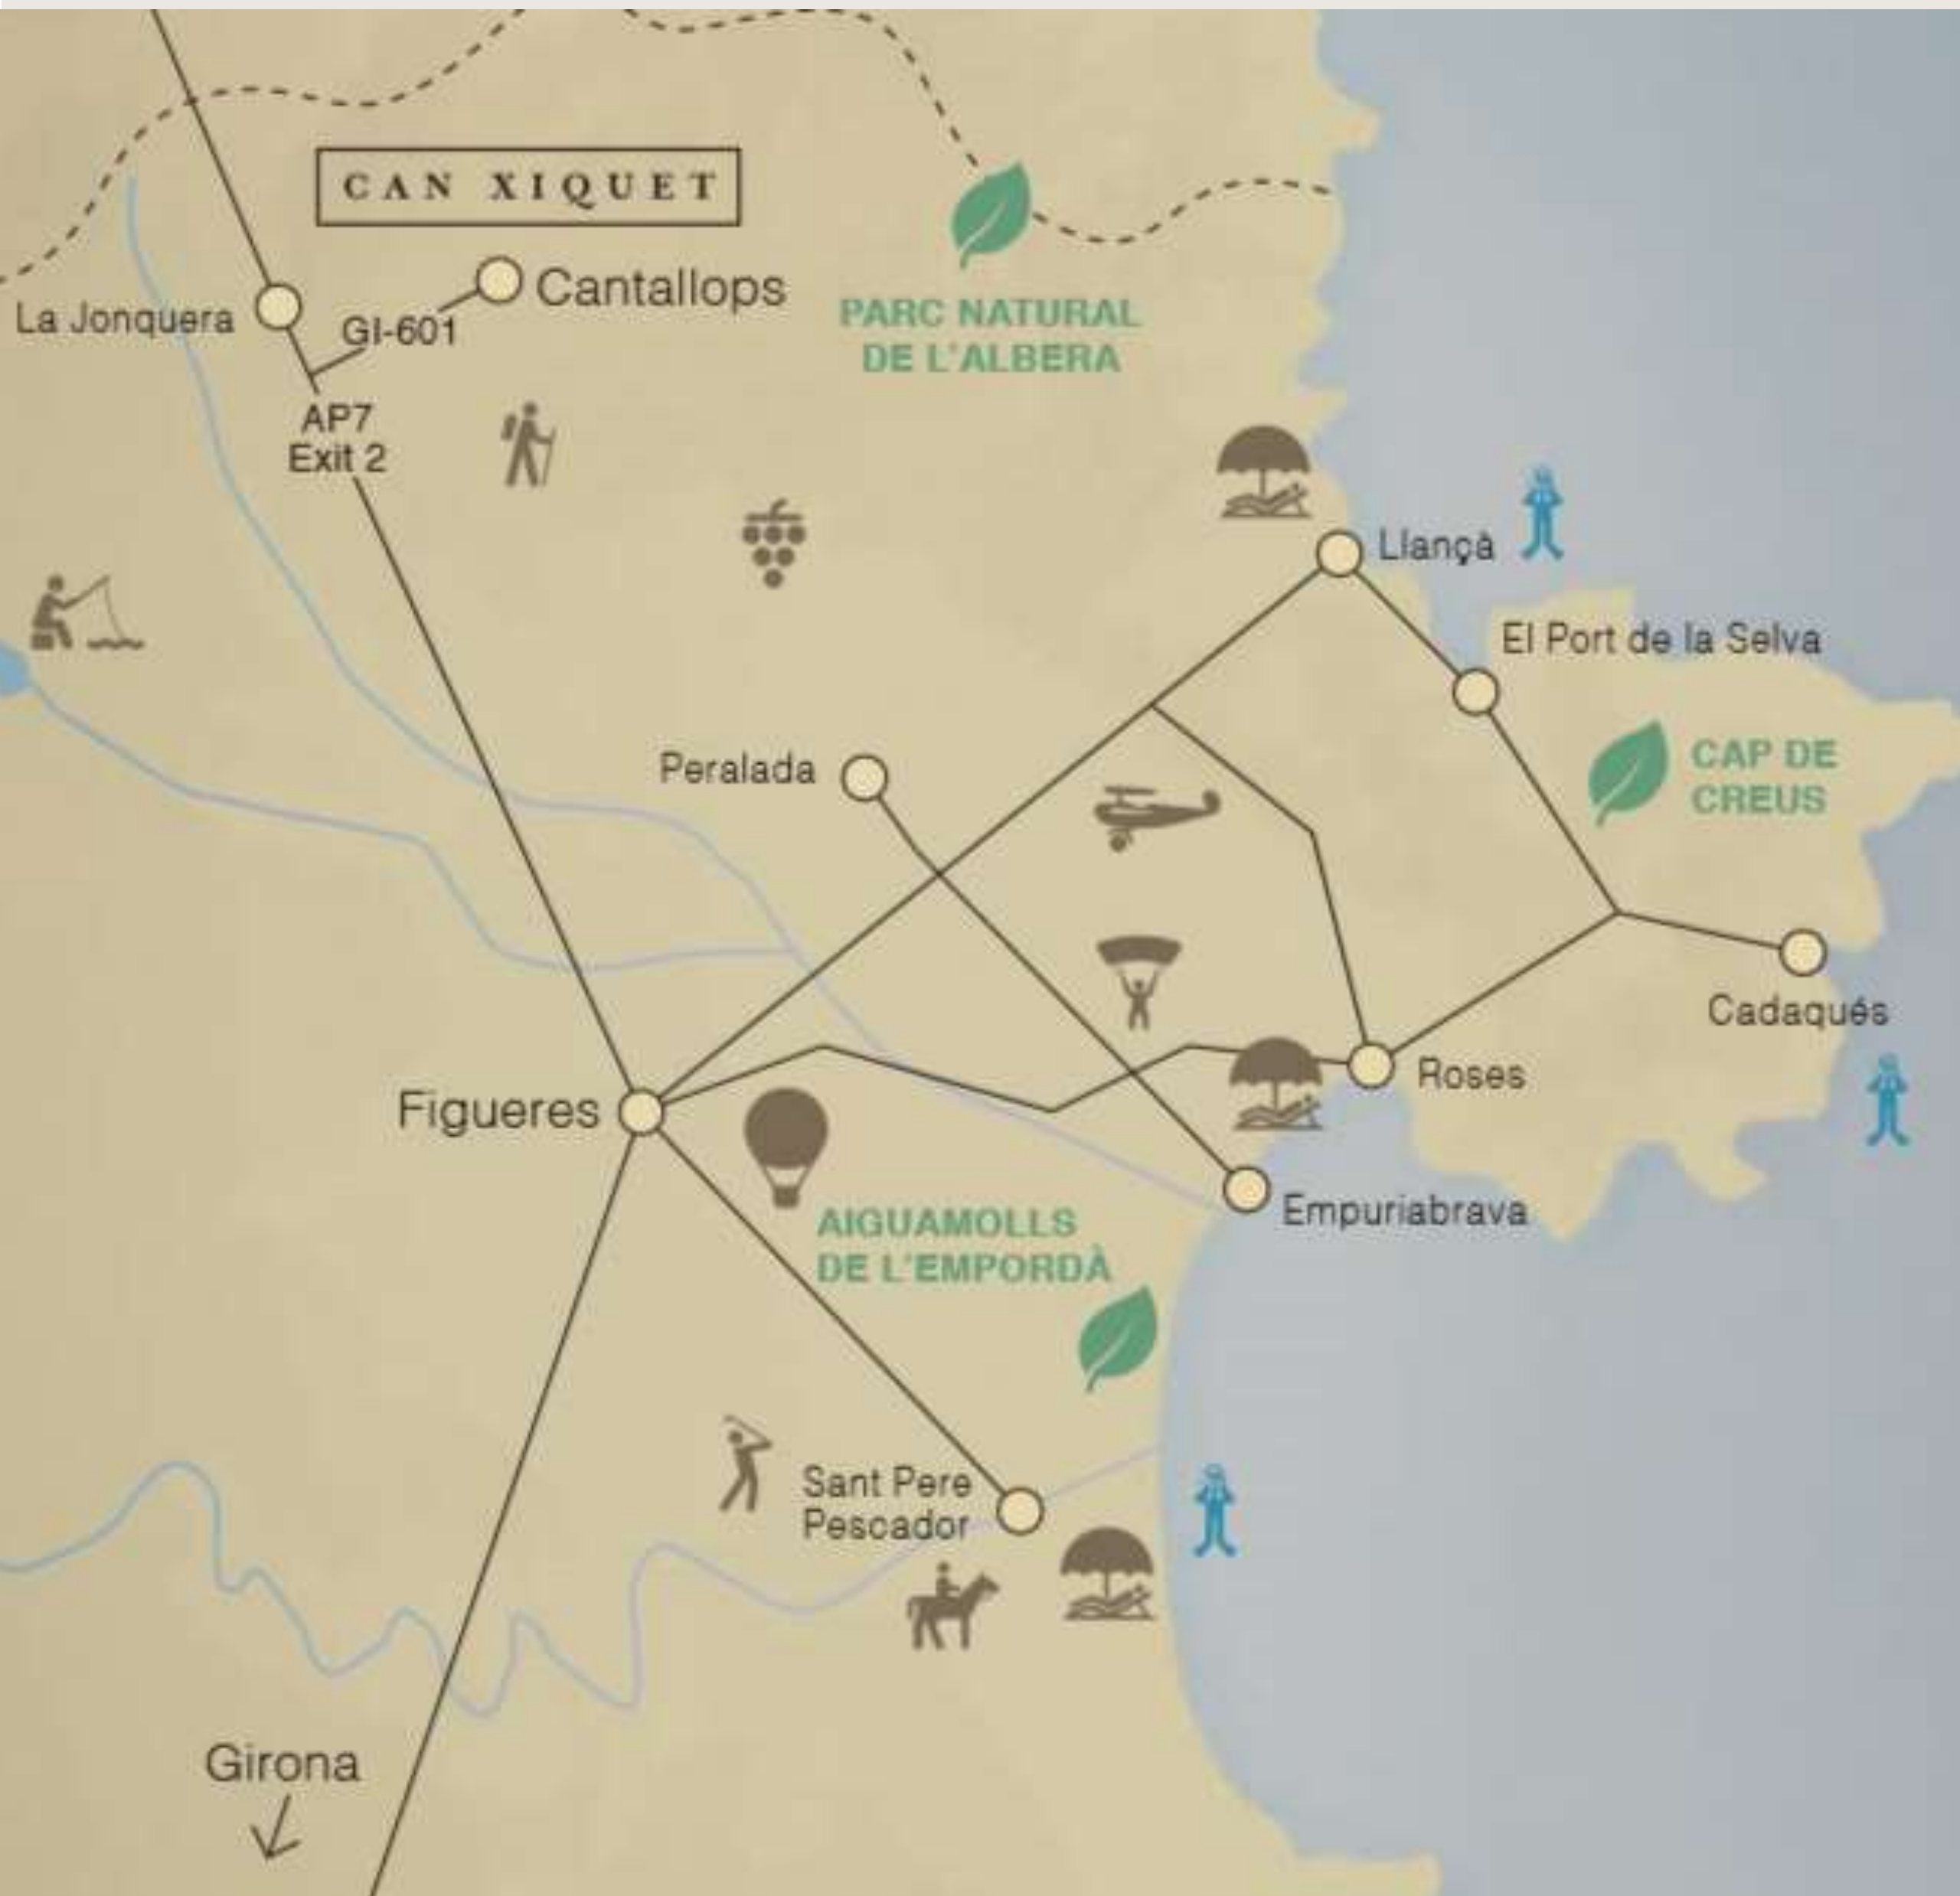 CAN XIQUET
Cantallops
La Jonquera
GI-601
PARC NATURAL
DE L'ALBERA
AP7
Exit 2
Llançà
El Port de la Selva
Peralada
CAP DE
CREUS
Cadaqués
Roses
Figueres
Empuriabrava
AIGUAMOLLS
DE L'EMPORDÀ
Sant Pere
Pescador
Girona